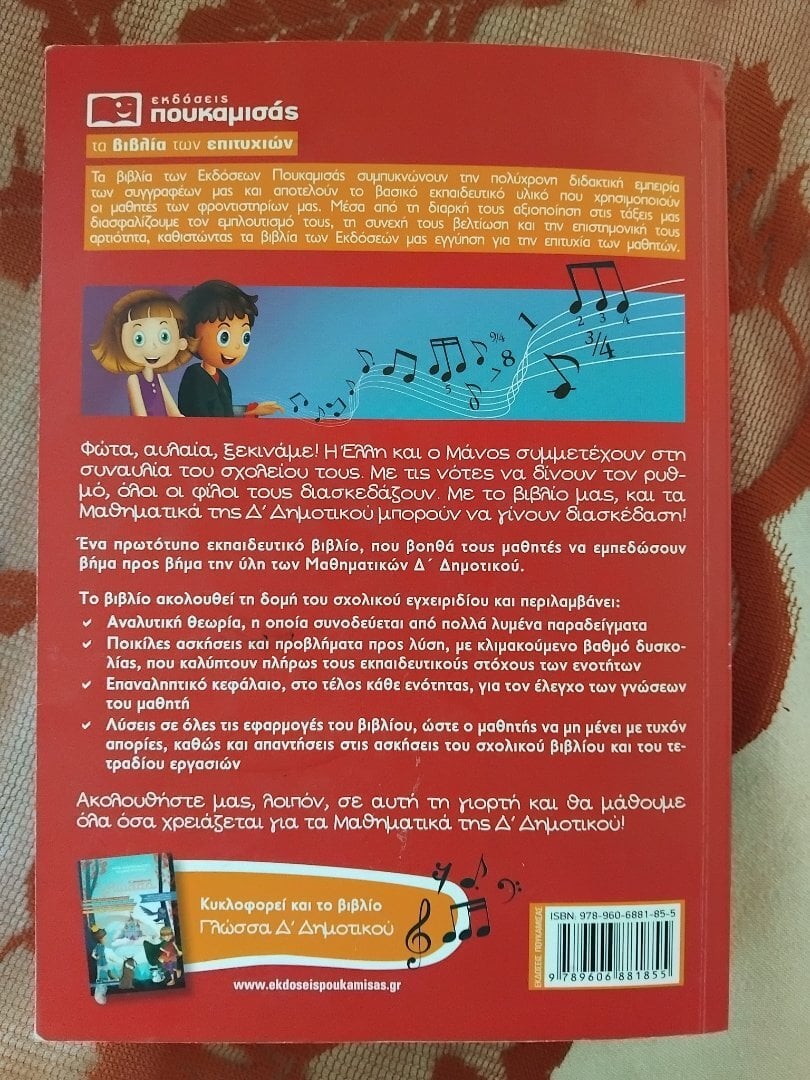 εκδόσεις
πουκαμισάς
τα βιβλία των επιτυχιών
Τα βιβλία των Εκδόσεων Πουκαμισάς συμπυκνώνουν την πολύχρονη διδακτική εμπειρία
των συγγραφέων μας και αποτελούν το βασικό εκπαιδευτικό υλικό που χρησιμοποιούν
οι μαθητές των φροντιστηρίων μας. Μέσα από τη διαρκή τους αξιοποίηση στις τάξεις μας
διασφαλίζουμε τον εμπλουτισμό τους, τη συνεχή τους βελτίωση και την επιστημονική τους
αρτιότητα, καθιστώντας τα βιβλία των Εκδόσεών μας εγγύηση για την επιτυχία των μαθητών.
5 7 8 9/4 1 2 3 4 3/4
Φώτα, αυλαία, ξεκινάμε! Η Έλλη και ο Μάνος συμμετέχουν στη
συναυλία του σχολείου τους. Με τις νότες να δίνουν τον ρυθ-
μό, όλοι οι φίλοι τους διασκεδάζουν. Με το βιβλίο μας, και τα
Μαθηματικά της Δ' Δημοτικού μπορούν να γίνουν διασκέδαση!
Ένα πρωτότυπο εκπαιδευτικό βιβλίο, που βοηθά τους μαθητές να εμπεδώσουν
βήμα προς βήμα την ύλη των Μαθηματικών Δ΄ Δημοτικού.
Το βιβλίο ακολουθεί τη δομή του σχολικού εγχειριδίου και περιλαμβάνει:
Αναλυτική θεωρία, η οποία συνοδεύεται από πολλά λυμένα παραδείγματα
Ποικίλες ασκήσεις και προβλήματα προς λύση, με κλιμακούμενο βαθμό δυσκο-
λίας, που καλύπτουν πλήρως τους εκπαιδευτικούς στόχους των ενοτήτων
Επαναληπτικό κεφάλαιο, στο τέλος κάθε ενότητας, για τον έλεγχο των γνώσεων
του μαθητή
Λύσεις σε όλες τις εφαρμογές του βιβλίου, ώστε ο μαθητής να μη μένει με τυχόν
απορίες, καθώς και απαντήσεις στις ασκήσεις του σχολικού βιβλίου και του τε-
τραδίου εργασιών
Ακολουθήστε μας, λοιπόν, σε αυτή τη γιορτή και θα μάθουμε
όλα όσα χρειάζεται για τα Μαθηματικά της Δ' Δημοτικού!
Κυκλοφορεί και το βιβλίο
Γλώσσα Δ' Δημοτικού
www.ekdoseispoukamisas.gr
ΕΚΔΟΣΕΙΣ ΠΟΥΚΑΜΙΣΑΣ
ISBN: 978-960-6881-85-5
9 789606 881855